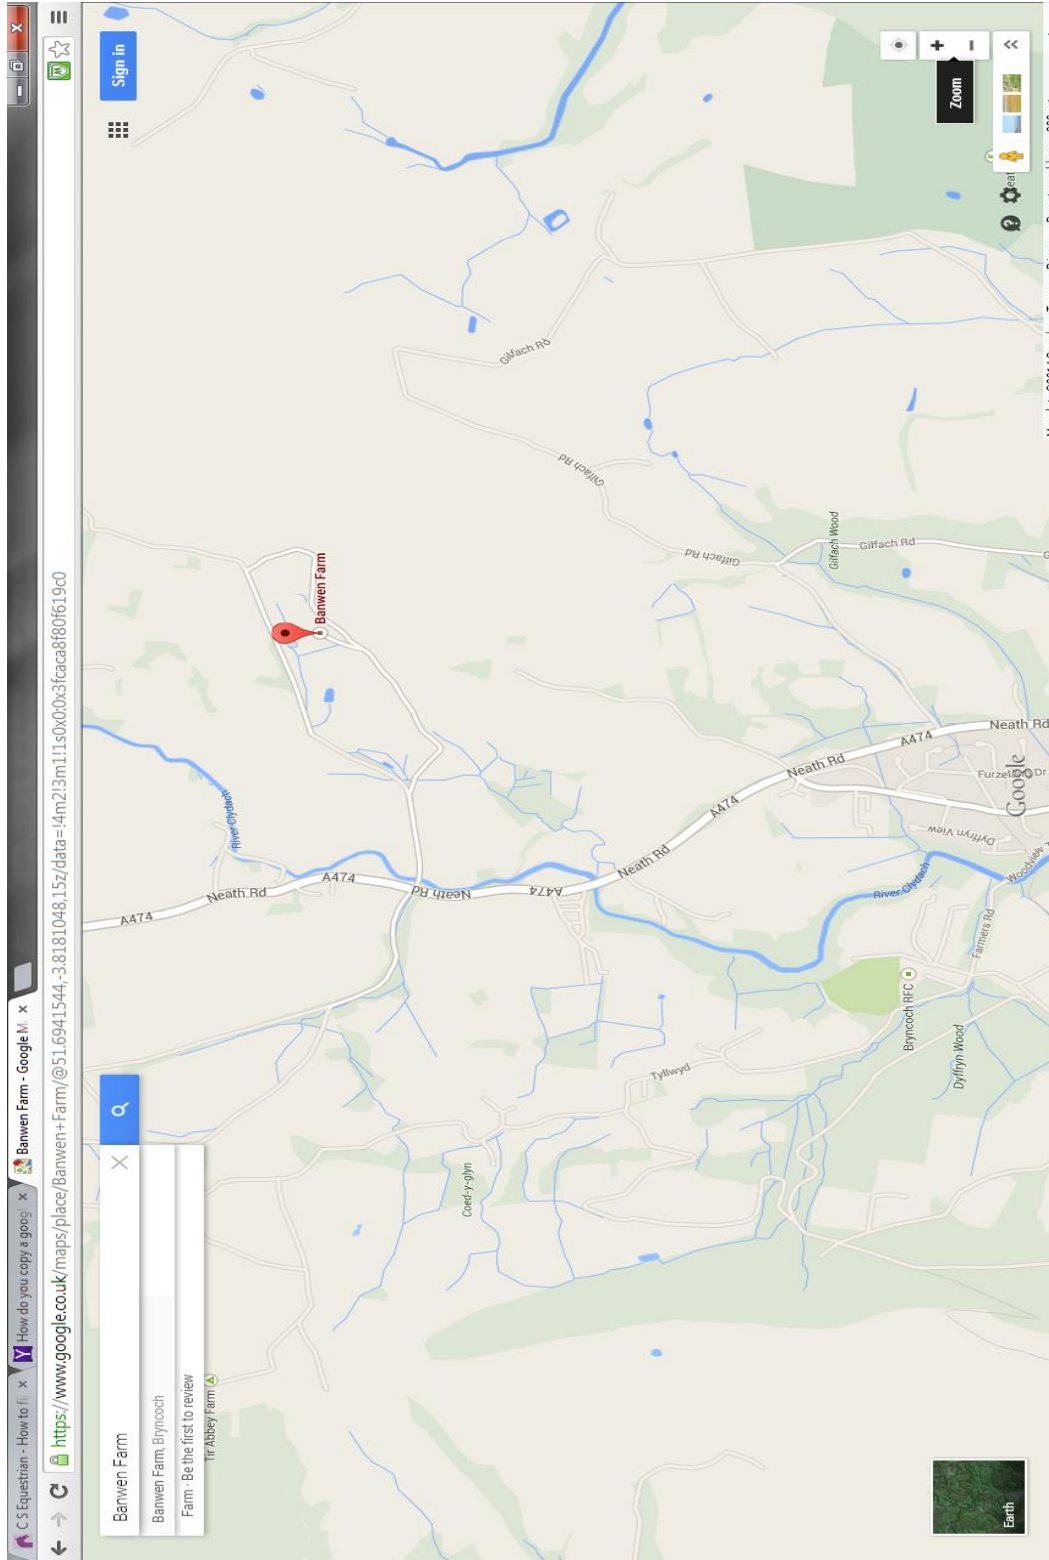 C S Equestrian - How to fi
How do you copy a googl
Banwen Farm - Google M
https://www.google.co.uk/maps/place/Banwen+Farm/@51.6941544,-3.8181048,15z/data=!4m2!3m1!1s0x0:0x3fcaca8f80f619c0
Banwen Farm
Banwen Farm, Bryncoch
Farm · Be the first to review
Sign in
Tir Abbey Farm
A474
Neath Rd
River Clydach
A474
Banwen Farm
Neath Rd
A474
Gilfach Rd
Coed-y-glyn
Gilfach Rd
Neath Rd
Tyllwyd
A474
Gilfach Rd
Neath Rd
Gilfach Wood
Gilfach Rd
River Clydach
A474
Bryncoch RFC
Dyffryn View
Dyffryn Wood
Farmers Rd
Neath Rd
Google
Zoom
Earth